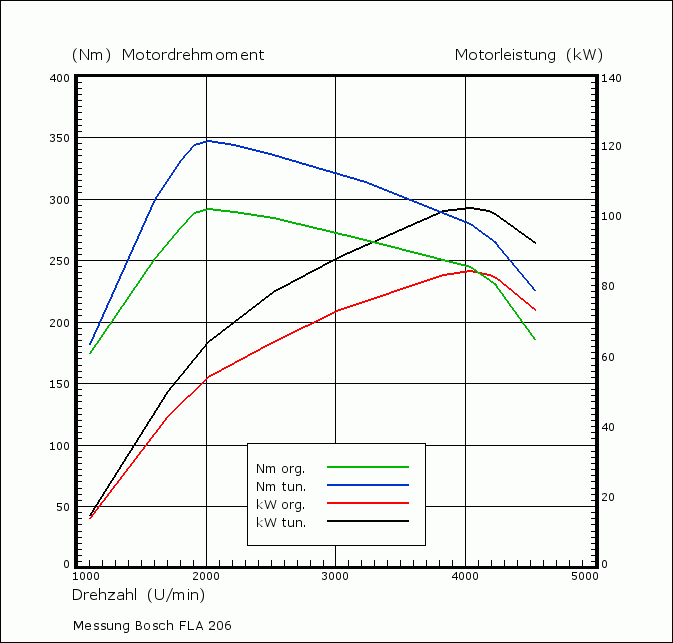 (Nm) Motordrehmoment Motorleistung (kW)
400 140
350 120
300 100
250 80
200 60
150 40
100 20
50
0 0
Nm org.
Nm tun.
kW org.
kW tun.
1000 2000 3000 4000 5000
Drehzahl (U/min)
Messung Bosch FLA 206